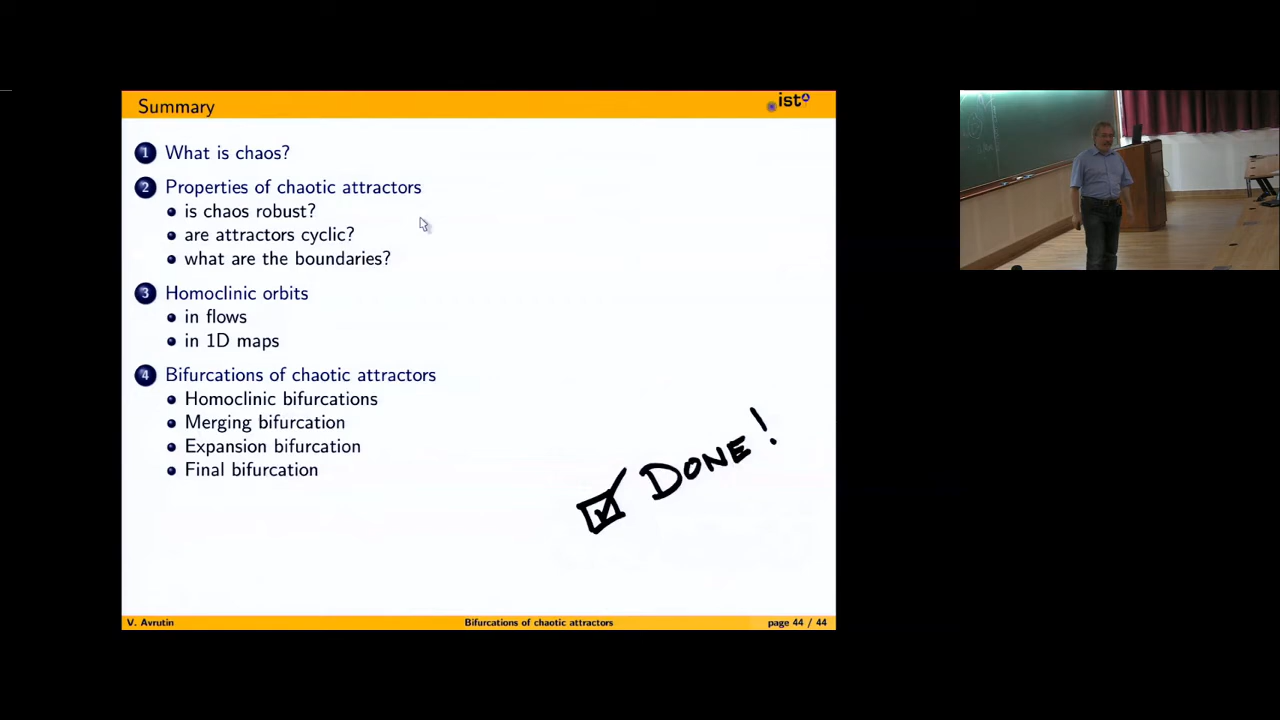 Summary
ist
1 What is chaos?
2 Properties of chaotic attractors
is chaos robust?
are attractors cyclic?
what are the boundaries?
3 Homoclinic orbits
in flows
in 1D maps
4 Bifurcations of chaotic attractors
Homoclinic bifurcations
Merging bifurcation
Expansion bifurcation
Final bifurcation
DONE!
V. Avrutin Bifurcations of chaotic attractors page 44 / 44